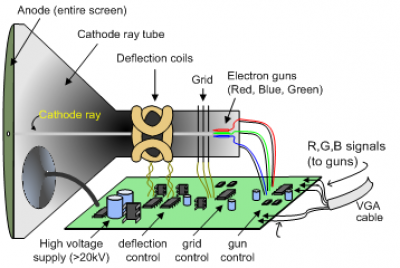 Anode (entire screen)
Cathode ray tube
Deflection coils
Grid
Electron guns
(Red, Blue, Green)
Cathode ray
R,G,B signals
(to guns)
VGA
cable
High voltage
supply (>20kV)
deflection
control
grid
control
gun
control